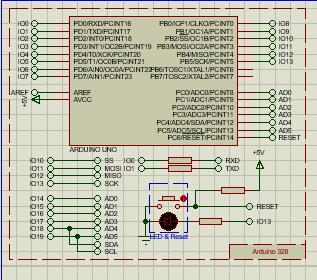 IO0 PD0/RXD/PCINT16 PB0/ICP1/CLKO/PCINT0 IO8
IO1 PD1/TXD/PCINT17 PB1/OC1A/PCINT1 IO9
IO2 PD2/INT0/PCINT18 PB2/SS/OC1B/PCINT2 IO10
IO3 PD3/INT1/OC2B/PCINT19 PB3/MOSI/OC2A/PCINT3 IO11
IO4 PD4/T0/XCK/PCINT20 PB4/MISO/PCINT4 IO12
IO5 PD5/T1/OC0B/PCINT21 PB5/SCK/PCINT5 IO13
IO6 PD6/AIN0/OC0A/PCINT22 PB6/TOSC1/XTAL1/PCINT6
IO7 PD7/AIN1/PCINT23 PB7/TOSC2/XTAL2/PCINT7
AREF AREF PC0/ADC0/PCINT8 AD0
+5V AVCC PC1/ADC1/PCINT9 AD1
PC2/ADC2/PCINT10 AD2
PC3/ADC3/PCINT11 AD3
PC4/ADC4/SDA/PCINT12 AD4
PC5/ADC5/SCL/PCINT13 AD5
PC6/RESET/PCINT14 RESET
ARDUINO UNO
+5V
IO10 SS IO0 RXD
IO11 MOSI IO1 TXD
IO12 MISO
IO13 SCK
IO14 AD0
IO15 AD1
IO16 AD2
IO17 AD3
IO18 AD4
IO19 AD5
SDA
SCL
RESET
IO13
LED & Reset
Arduino 328